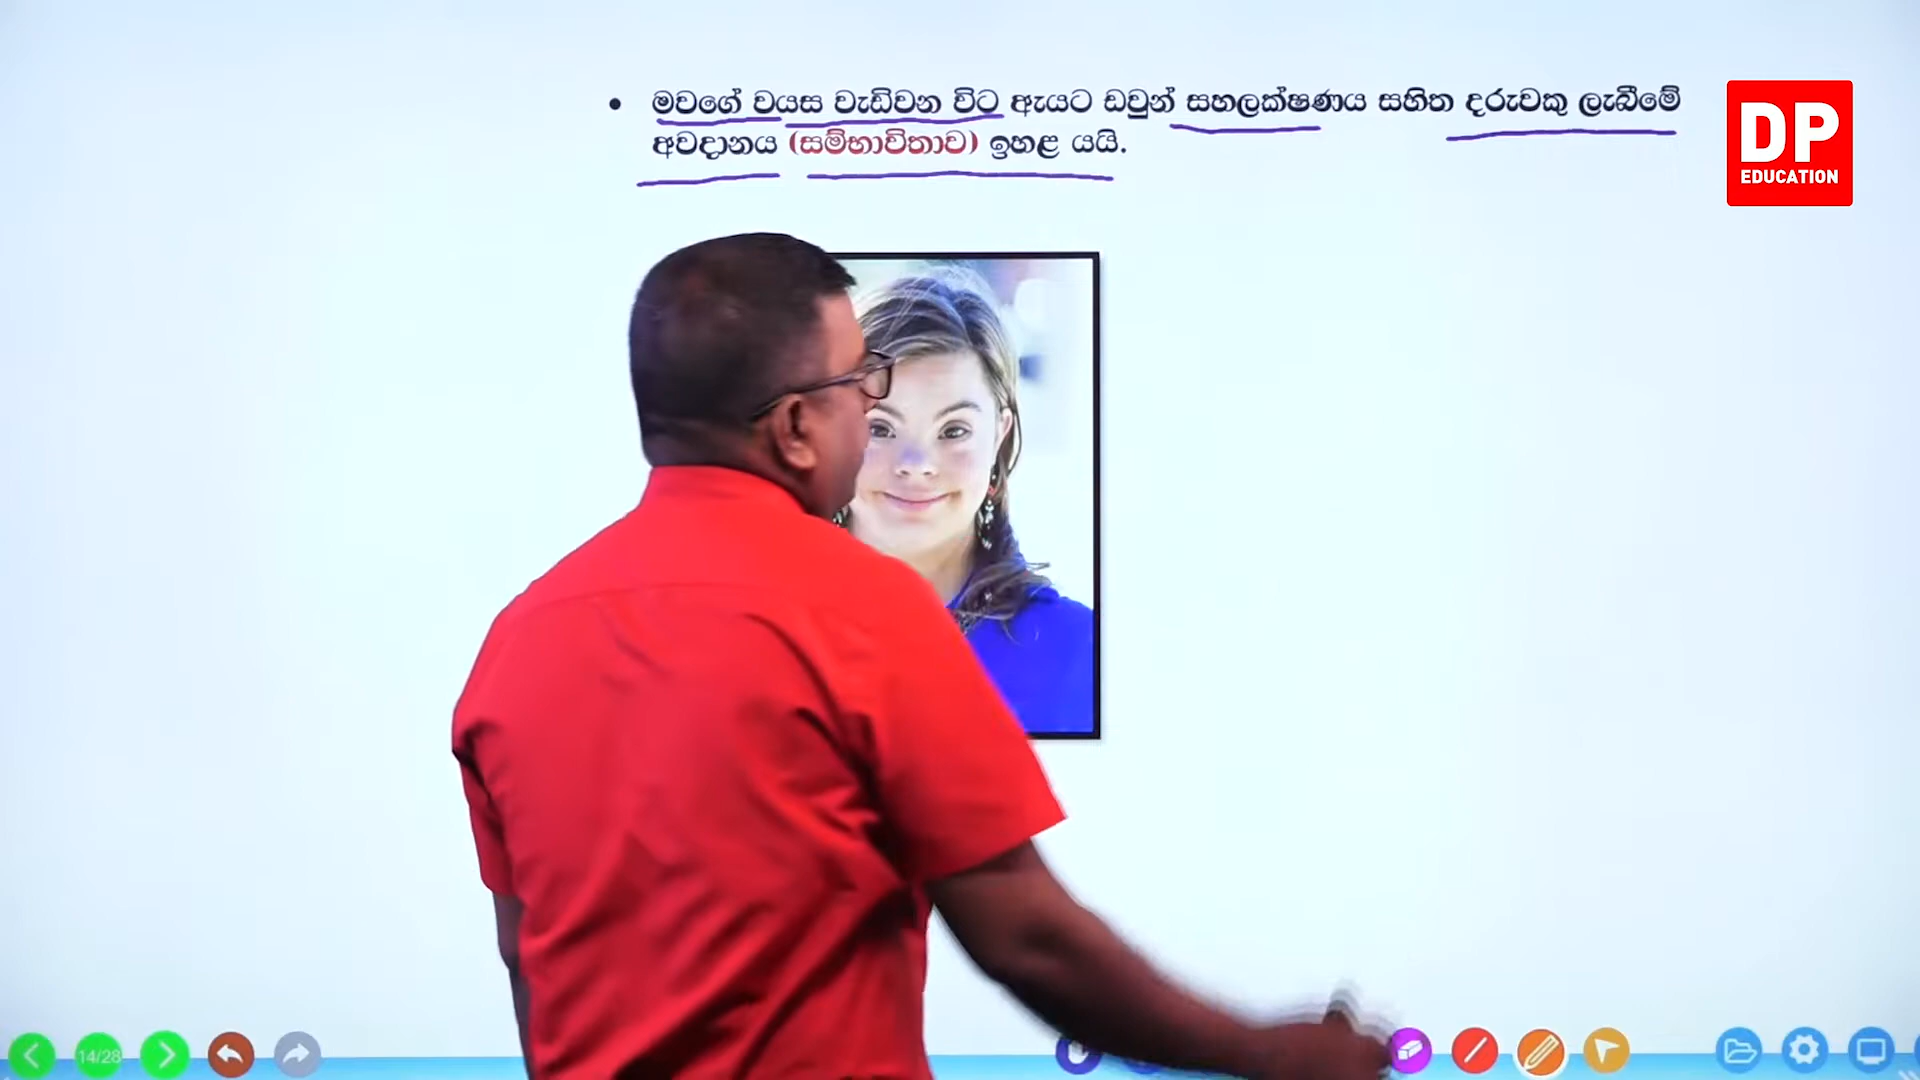 • මවගේ වයස වැඩිවන විට ඇයට ඩවුන් සහලක්ෂණය සහිත දරුවකු ලැබීමේ
අවදානය (සම්භාවිතාව) ඉහළ යයි.
DP
EDUCATION
14/28